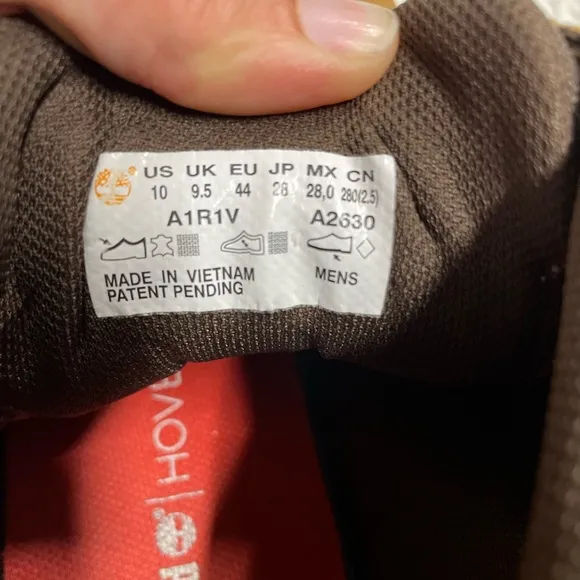 US UK EU JP MX CN
10 9.5 44 28 28,0 280(2.5)
A1R1V A2630
MADE IN VIETNAM
PATENT PENDING
MENS